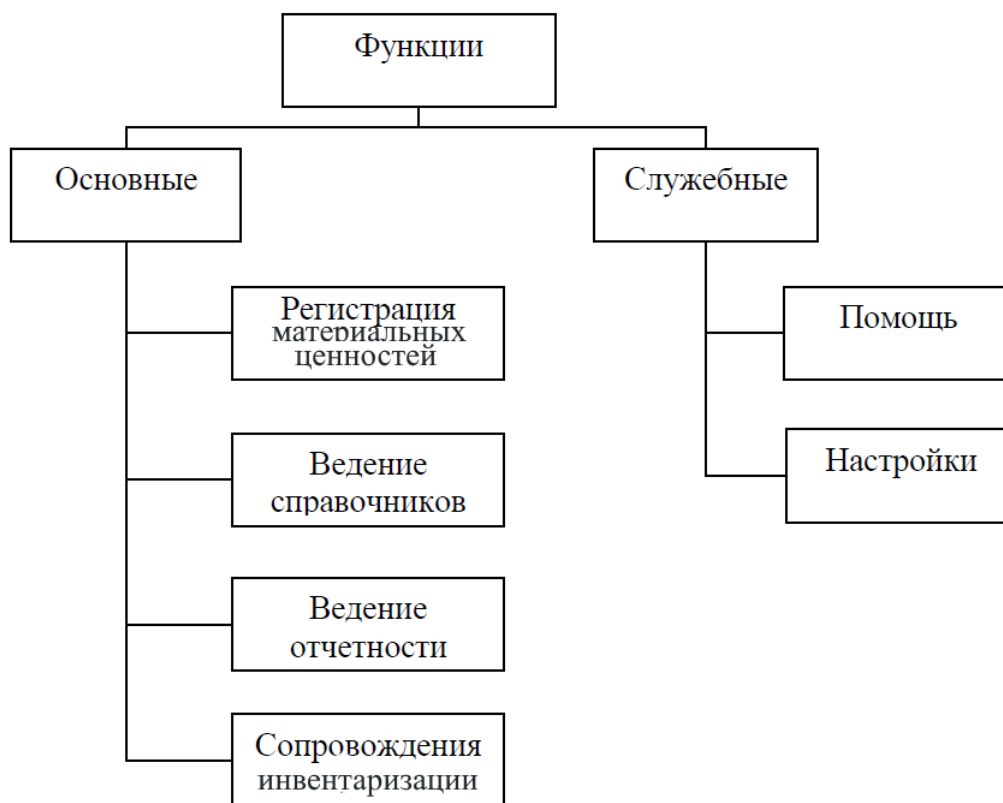 Функции
Основные
Служебные
Регистрация
материальных
ценностей
Помощь
Ведение
справочников
Настройки
Ведение
отчетности
Сопровождения
инвентаризации